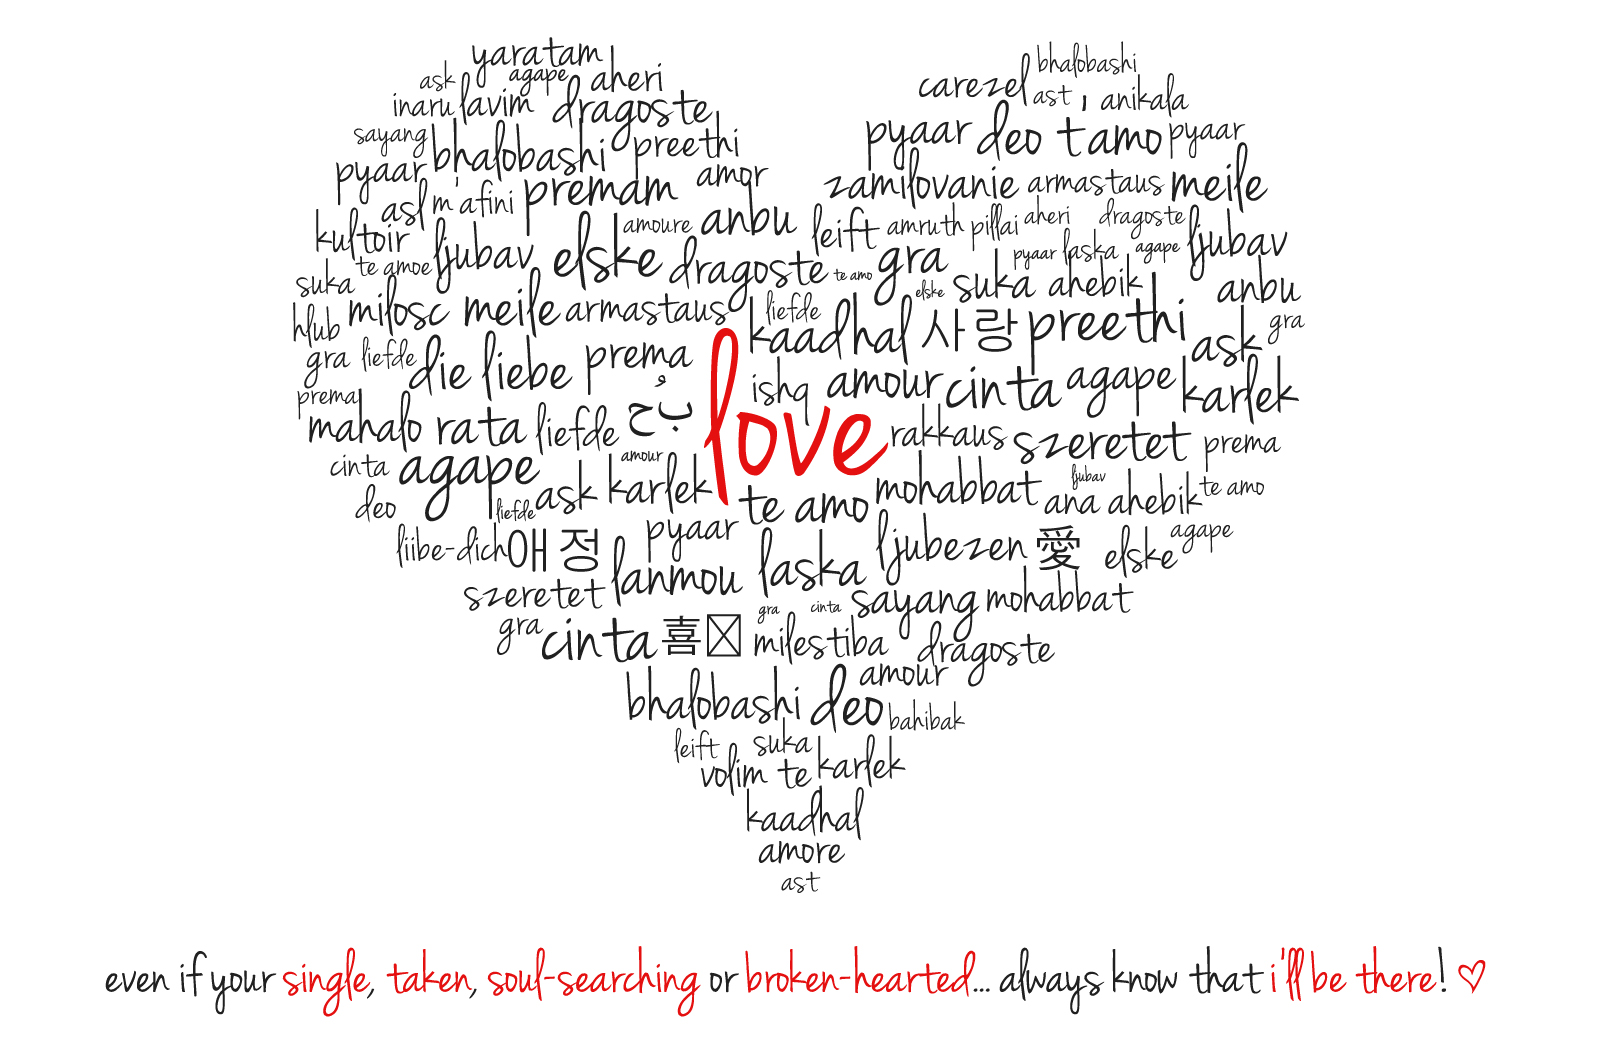 yaratam
bhalobashi
ask agape aheri carezel ast , anikala
inaru lavim dragoste
sayang bhalobashi preethi pyaar deo t'amo pyaar
pyaar premam amor zamilovanie armastaus meile
asl m'afini amoure anbu leift amruth pillai aheri dragoste
kultoir ljubav elske dragoste te amo gra pyaar laska agape ljubav
suka te amoe elske suka ahebik anbu
hlub milosc meile armastaus liefde kaadhal 사랑 preethi ask gra
gra liefde die liebe prema
love
ishq amour cinta agape karlek
prema mahalo rata liefde حُب rakkaus szeretet prema
cinta agape amour
deo liefde ask karlek te amo mohabbat ljubav ana ahebik te amo
liibe-dich 애정 pyaar lanmou laska ljubezen 愛 elske agape
szeretet gra cinta sayang mohabbat
gra cinta 喜 milestiba dragoste
amour
bhalobashi deo bahibak
leift suka
volim te karlek
kaadhal
amore
ast
even if your single, taken, soul-searching or broken-hearted... always know that i'll be there! ♡